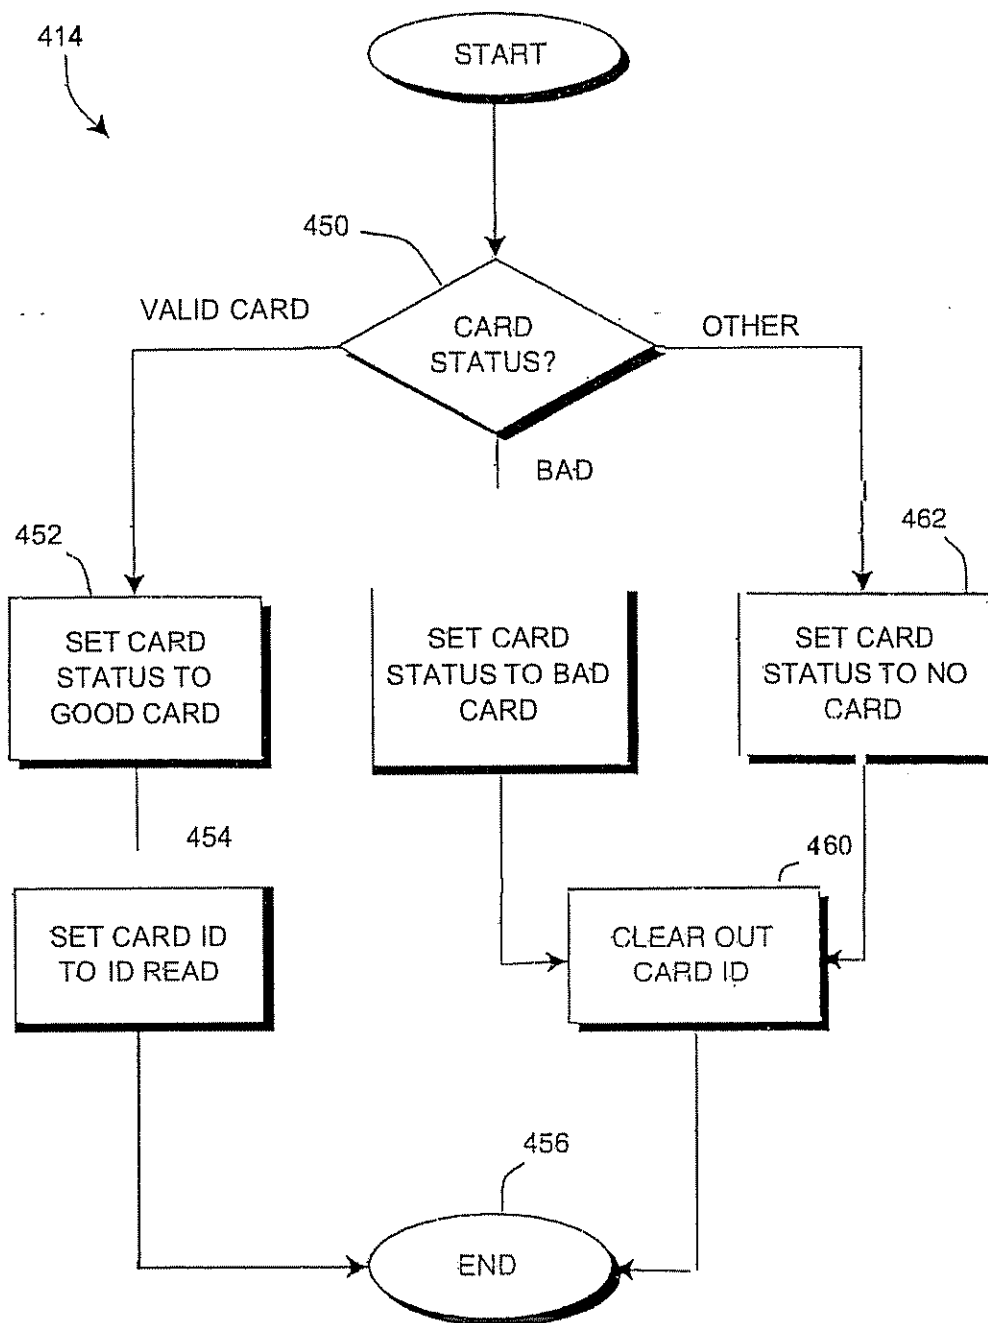 414
START
450
VALID CARD
CARD
STATUS?
OTHER
BAD
452
462
SET CARD
STATUS TO
GOOD CARD
SET CARD
STATUS TO BAD
CARD
SET CARD
STATUS TO NO
CARD
454
460
SET CARD ID
TO ID READ
CLEAR OUT
CARD ID
456
END